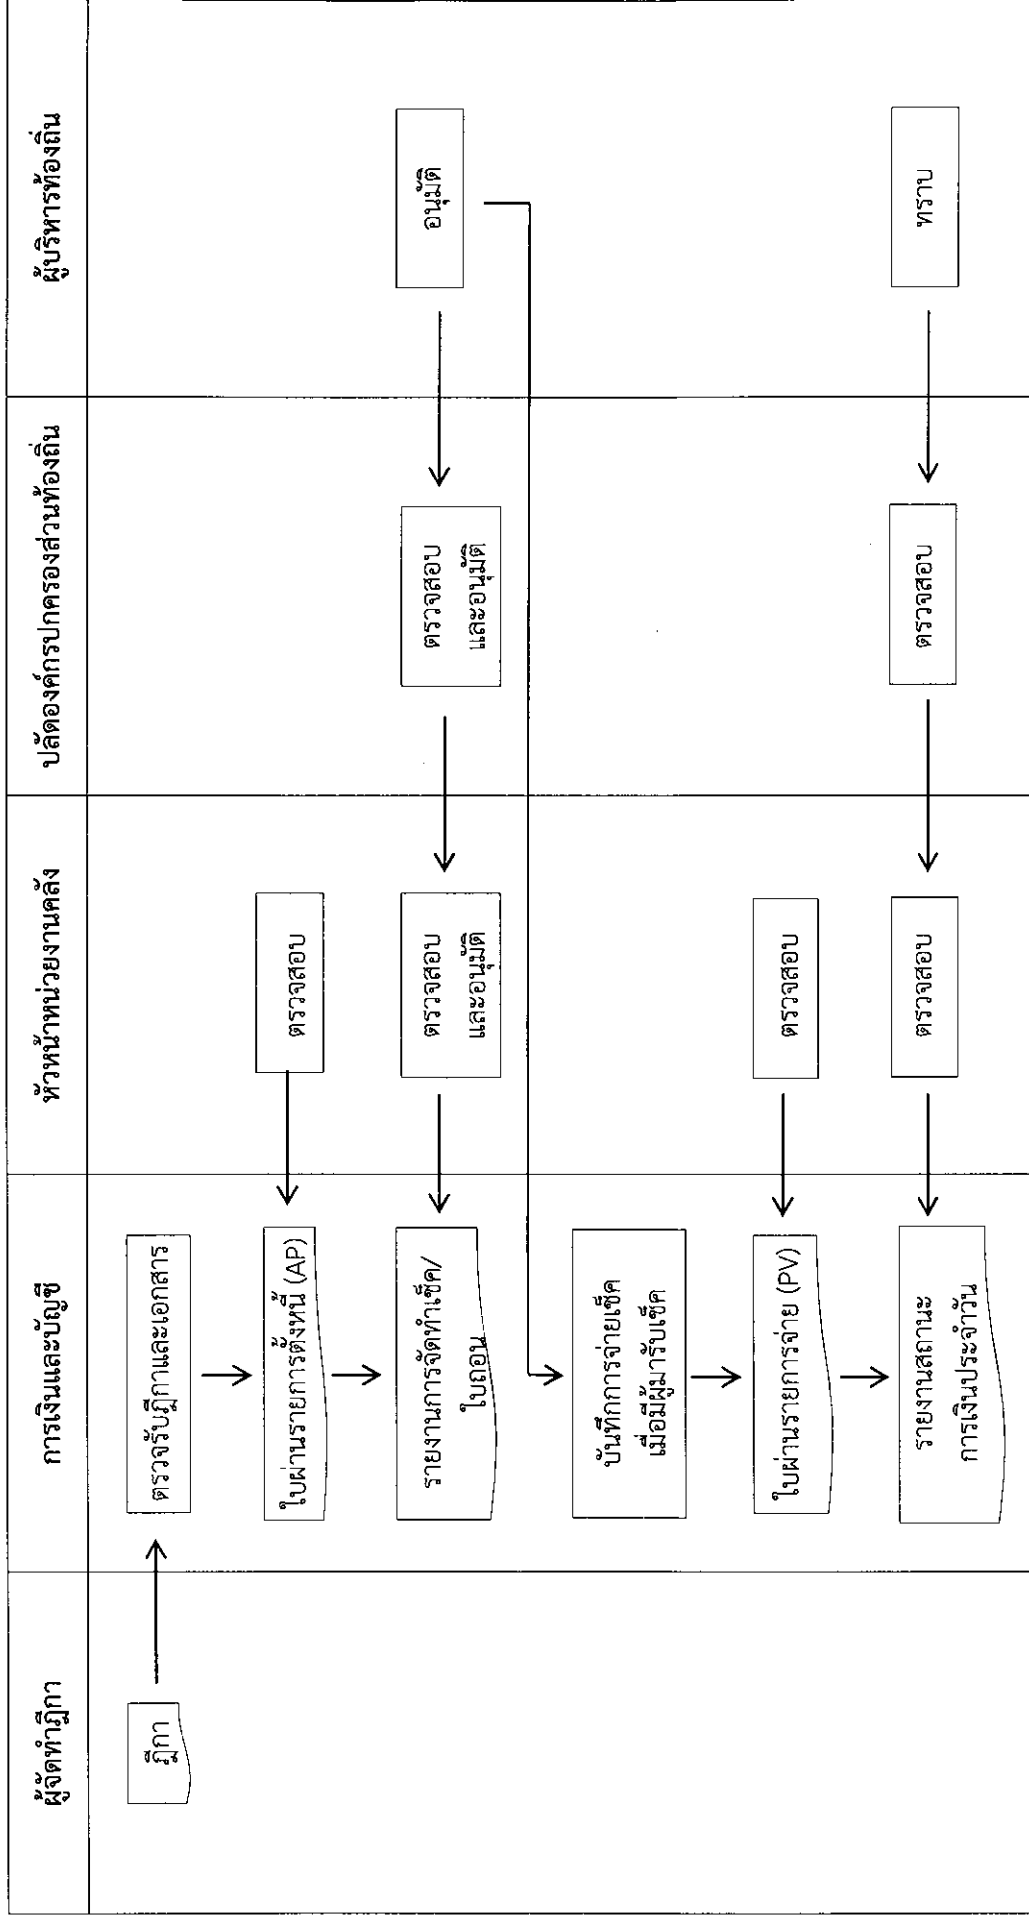 ผู้จัดทำฎีกา
การเงินและบัญชี
หัวหน้าหน่วยงานคลัง
ปลัดองค์กรปกครองส่วนท้องถิ่น
ผู้บริหารท้องถิ่น
ฎีกา
ตรวจรับฎีกาและเอกสาร
ใบผ่านรายการตั้งหนี้ (AP)
ตรวจสอบ
รายงานการจัดทำเช็ค/
ใบถอน
ตรวจสอบ
และอนุมัติ
ตรวจสอบ
และอนุมัติ
อนุมัติ
บันทึกการจ่ายเช็ค
เมื่อมีผู้มารับเช็ค
ใบผ่านรายการจ่าย (PV)
ตรวจสอบ
รายงานสถานะ
การเงินประจำวัน
ตรวจสอบ
ตรวจสอบ
ทราบ